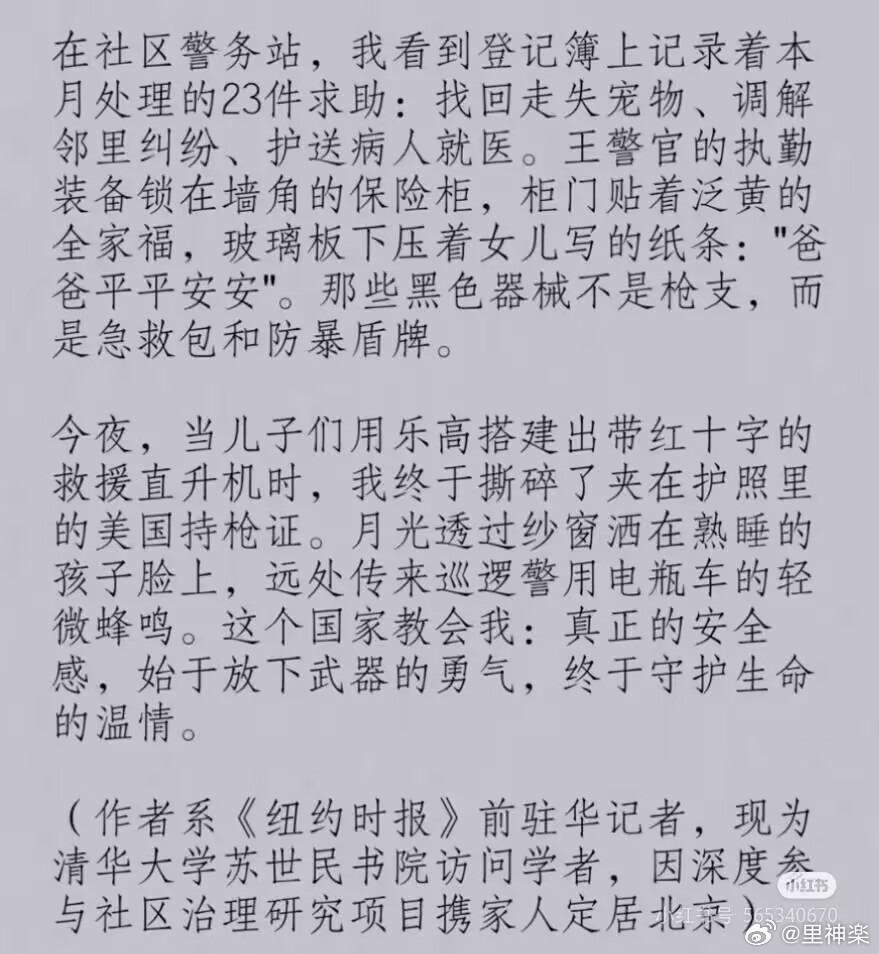 在社区警务站，我看到登记簿上记录着本
月处理的23件求助：找回走失宠物、调解
邻里纠纷、护送病人就医。王警官的执勤
装备锁在墙角的保险柜，柜门贴着泛黄的
全家福，玻璃板下压着女儿写的纸条："爸
爸平平安安"。那些黑色器械不是枪支，而
是急救包和防暴盾牌。
今夜，当儿子们用乐高搭建出带红十字的
救援直升机时，我终于撕碎了夹在护照里
的美国持枪证。月光透过纱窗洒在熟睡的
孩子脸上，远处传来巡逻警用电瓶车的轻
微蜂鸣。这个国家教会我：真正的安全
感，始于放下武器的勇气，终于守护生命
的温情。
（作者系《纽约时报》前驻华记者，现为
清华大学苏世民书院访问学者，因深度参
与社区治理研究项目携家人定居北京）
小红书
小红书号 565340670
@里神楽